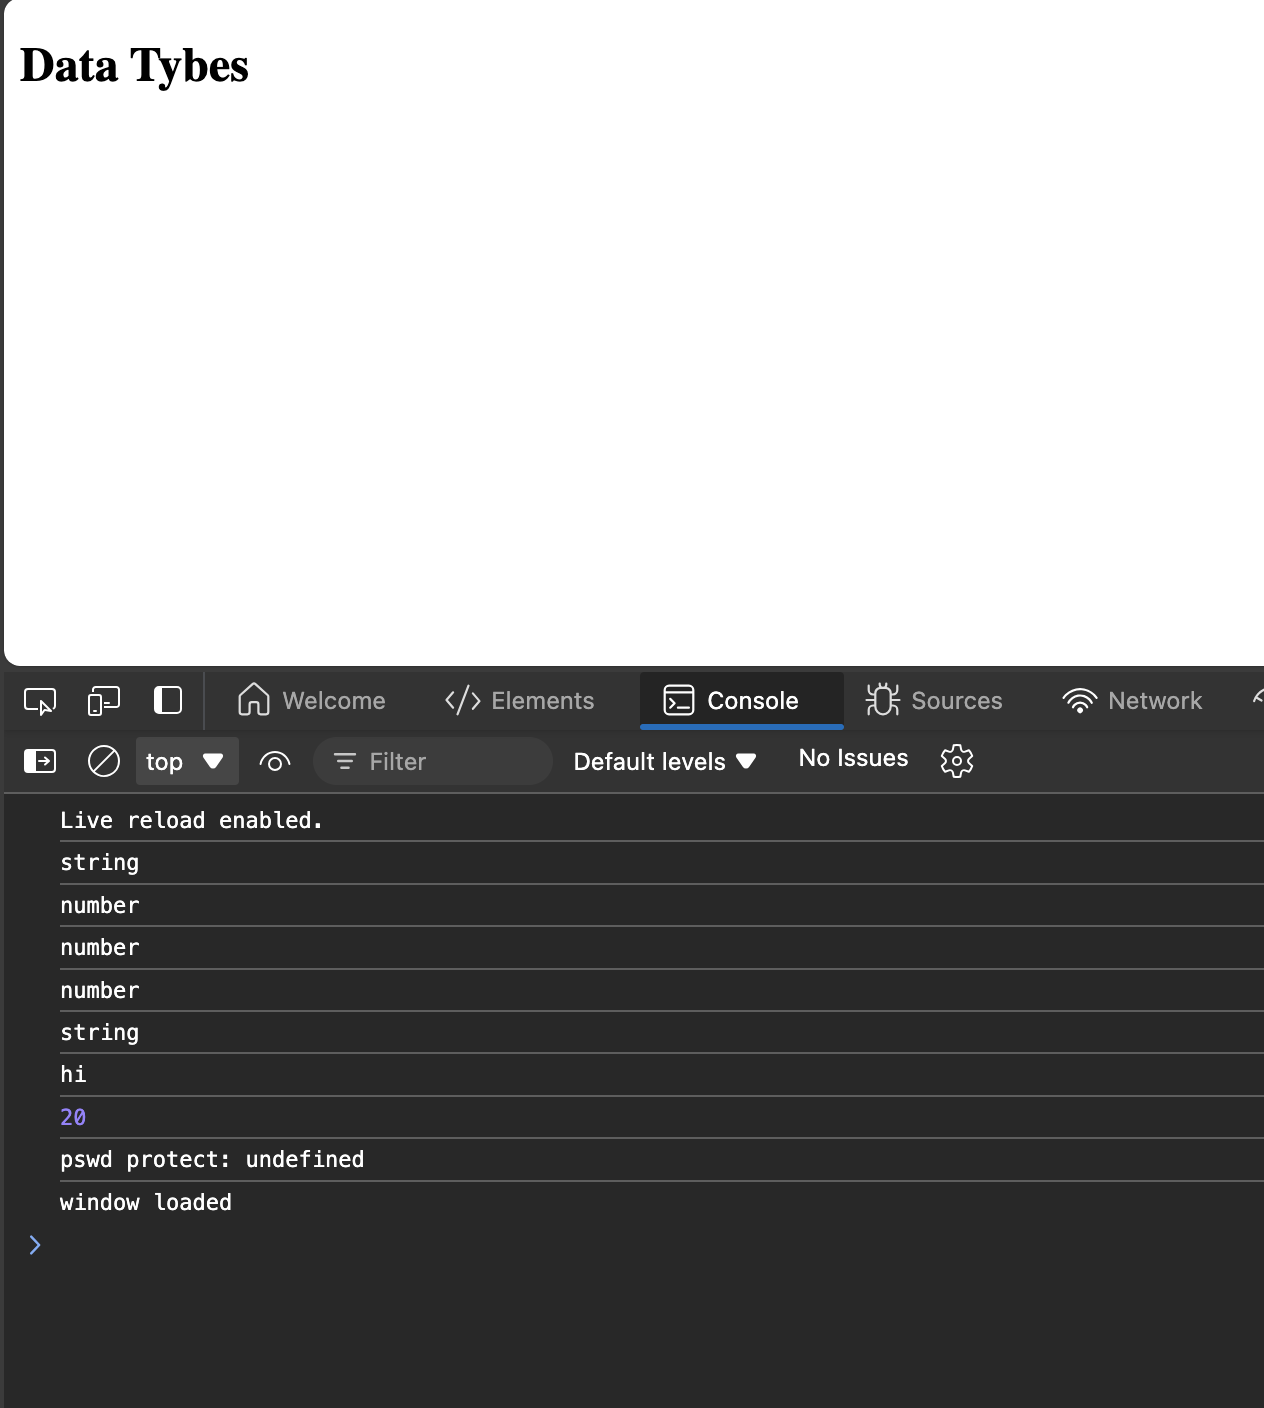 Data Tybes
Welcome </> Elements Console Sources Network
top Filter Default levels No Issues
Live reload enabled.
string
number
number
number
string
hi
20
pswd protect: undefined
window loaded